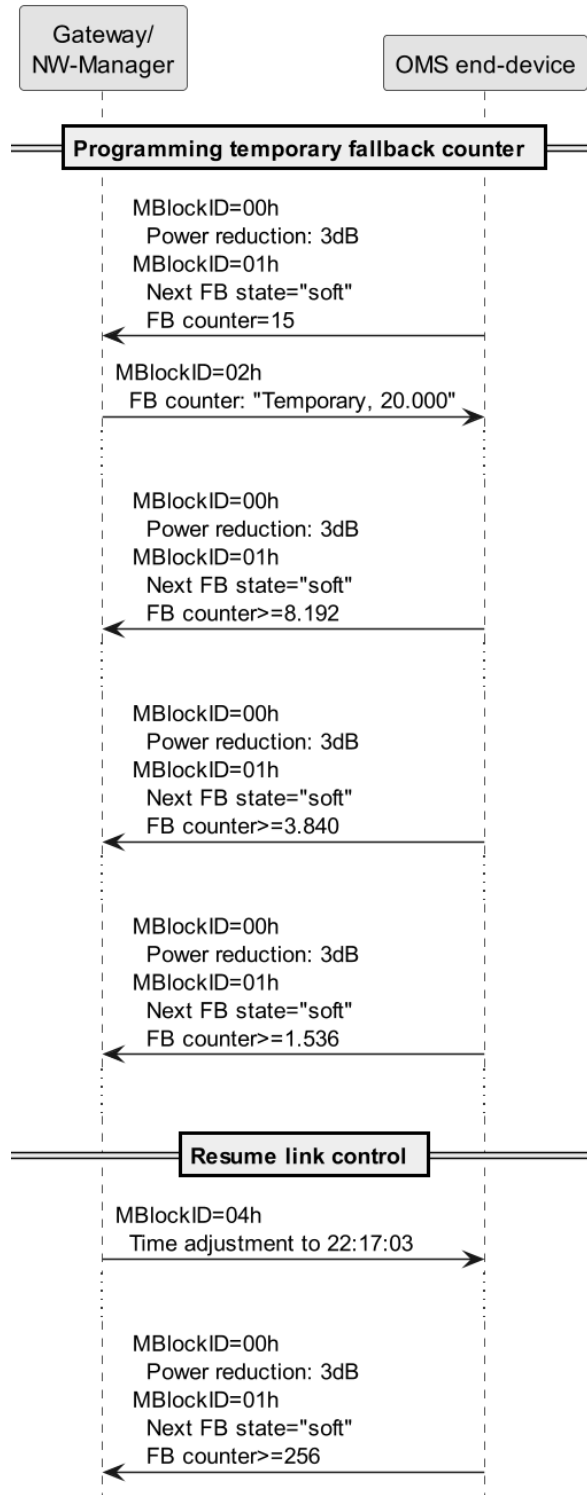 Gateway/
NW-Manager
OMS end-device
Programming temporary fallback counter
MBlockID=00h
Power reduction: 3dB
MBlockID=01h
Next FB state="soft"
FB counter=15
MBlockID=02h
FB counter: "Temporary, 20.000"
MBlockID=00h
Power reduction: 3dB
MBlockID=01h
Next FB state="soft"
FB counter>=8.192
MBlockID=00h
Power reduction: 3dB
MBlockID=01h
Next FB state="soft"
FB counter>=3.840
MBlockID=00h
Power reduction: 3dB
MBlockID=01h
Next FB state="soft"
FB counter>=1.536
Resume link control
MBlockID=04h
Time adjustment to 22:17:03
MBlockID=00h
Power reduction: 3dB
MBlockID=01h
Next FB state="soft"
FB counter>=256